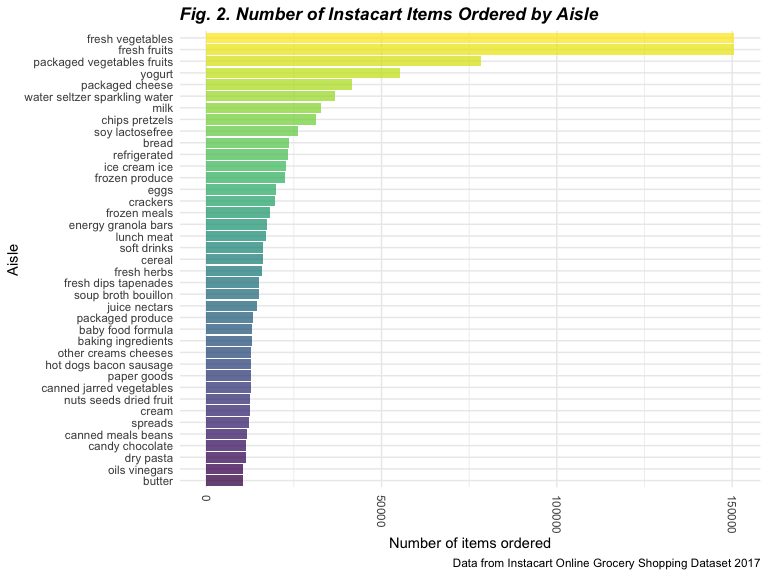 Fig. 2. Number of Instacart Items Ordered by Aisle
fresh vegetables
fresh fruits
packaged vegetables fruits
yogurt
packaged cheese
water seltzer sparkling water
milk
chips pretzels
soy lactosefree
bread
refrigerated
ice cream ice
frozen produce
eggs
crackers
frozen meals
energy granola bars
lunch meat
soft drinks
cereal
fresh herbs
fresh dips tapenades
soup broth bouillon
juice nectars
packaged produce
baby food formula
baking ingredients
other creams cheeses
hot dogs bacon sausage
paper goods
canned jarred vegetables
nuts seeds dried fruit
cream
spreads
canned meals beans
candy chocolate
dry pasta
oils vinegars
butter
Aisle
0
50000
100000
150000
Number of items ordered
Data from Instacart Online Grocery Shopping Dataset 2017